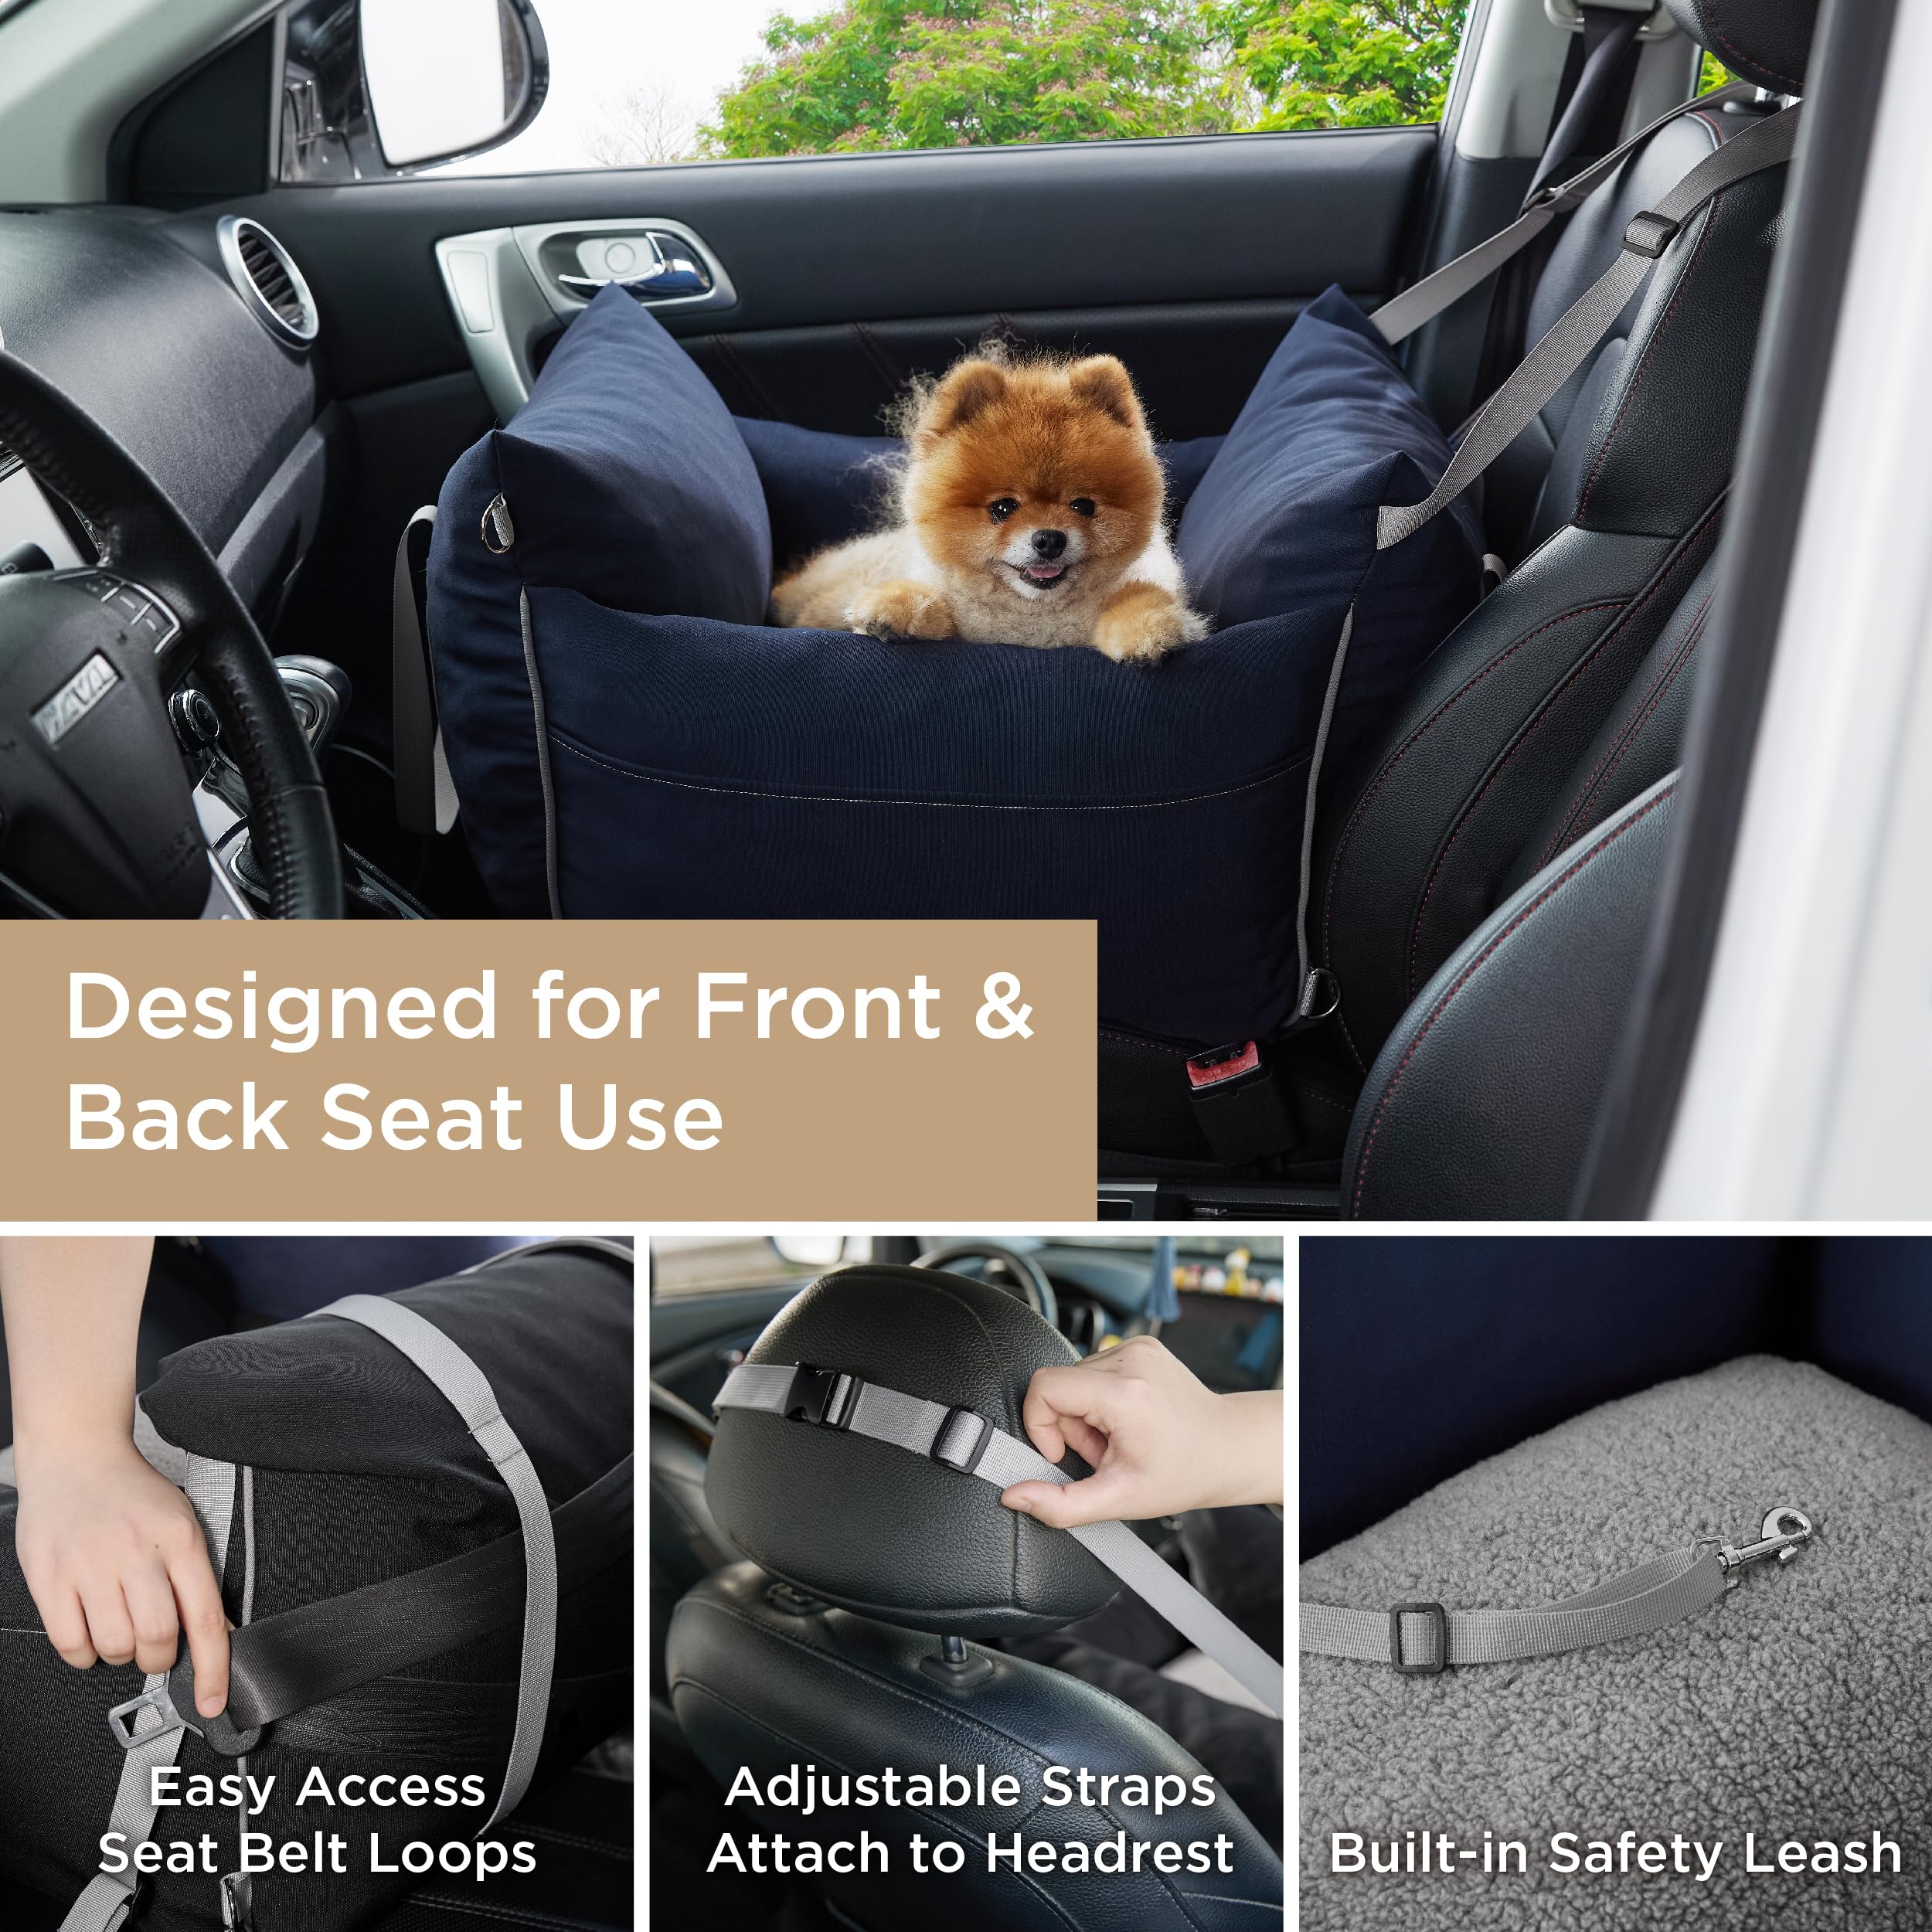 HAVAL
Designed for Front &
Back Seat Use
Easy Access
Seat Belt Loops
Adjustable Straps
Attach to Headrest
Built-in Safety Leash